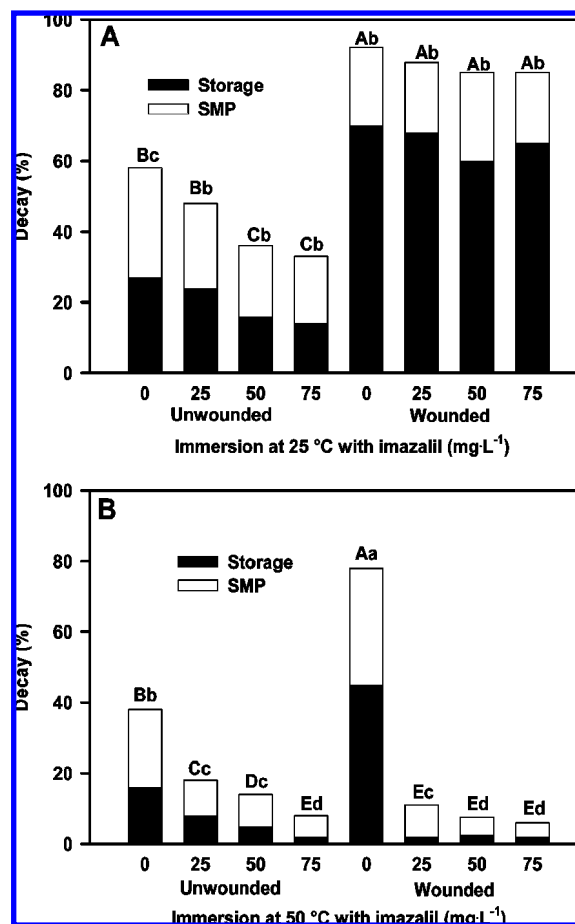 100
A
Ab
Ab
Ab
Ab
Storage
SMP
80
60
Bc
Bb
Cb
Cb
40
20
0
Decay (%)
0 25 50 75 0 25 50 75
Unwounded Wounded
Immersion at 25 °C with imazalil (mg·L-1)
100
B
Aa
80
Storage
SMP
60
40
Bb
Cc
Dc
Ed
Ec
Ed
Ed
20
0
Decay (%)
0 25 50 75 0 25 50 75
Unwounded Wounded
Immersion at 50 °C with imazalil (mg·L-1)